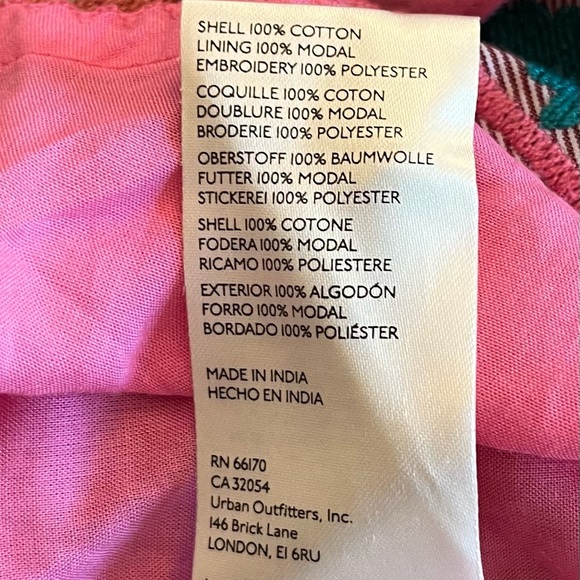 SHELL 100% COTTON
LINING 100% MODAL
EMBROIDERY 100% POLYESTER
COQUILLE 100% COTON
DOUBLURE 100% MODAL
BRODERIE 100% POLYESTER
OBERSTOFF 100% BAUMWOLLE
FUTTER 100% MODAL
STICKEREI 100% POLYESTER
SHELL 100% COTONE
FODERA 100% MODAL
RICAMO 100% POLIESTERE
EXTERIOR 100% ALGODÓN
FORRO 100% MODAL
BORDADO 100% POLIÉSTER
MADE IN INDIA
HECHO EN INDIA
RN 66170
CA 32054
Urban Outfitters, Inc.
146 Brick Lane
LONDON, E1 6RU